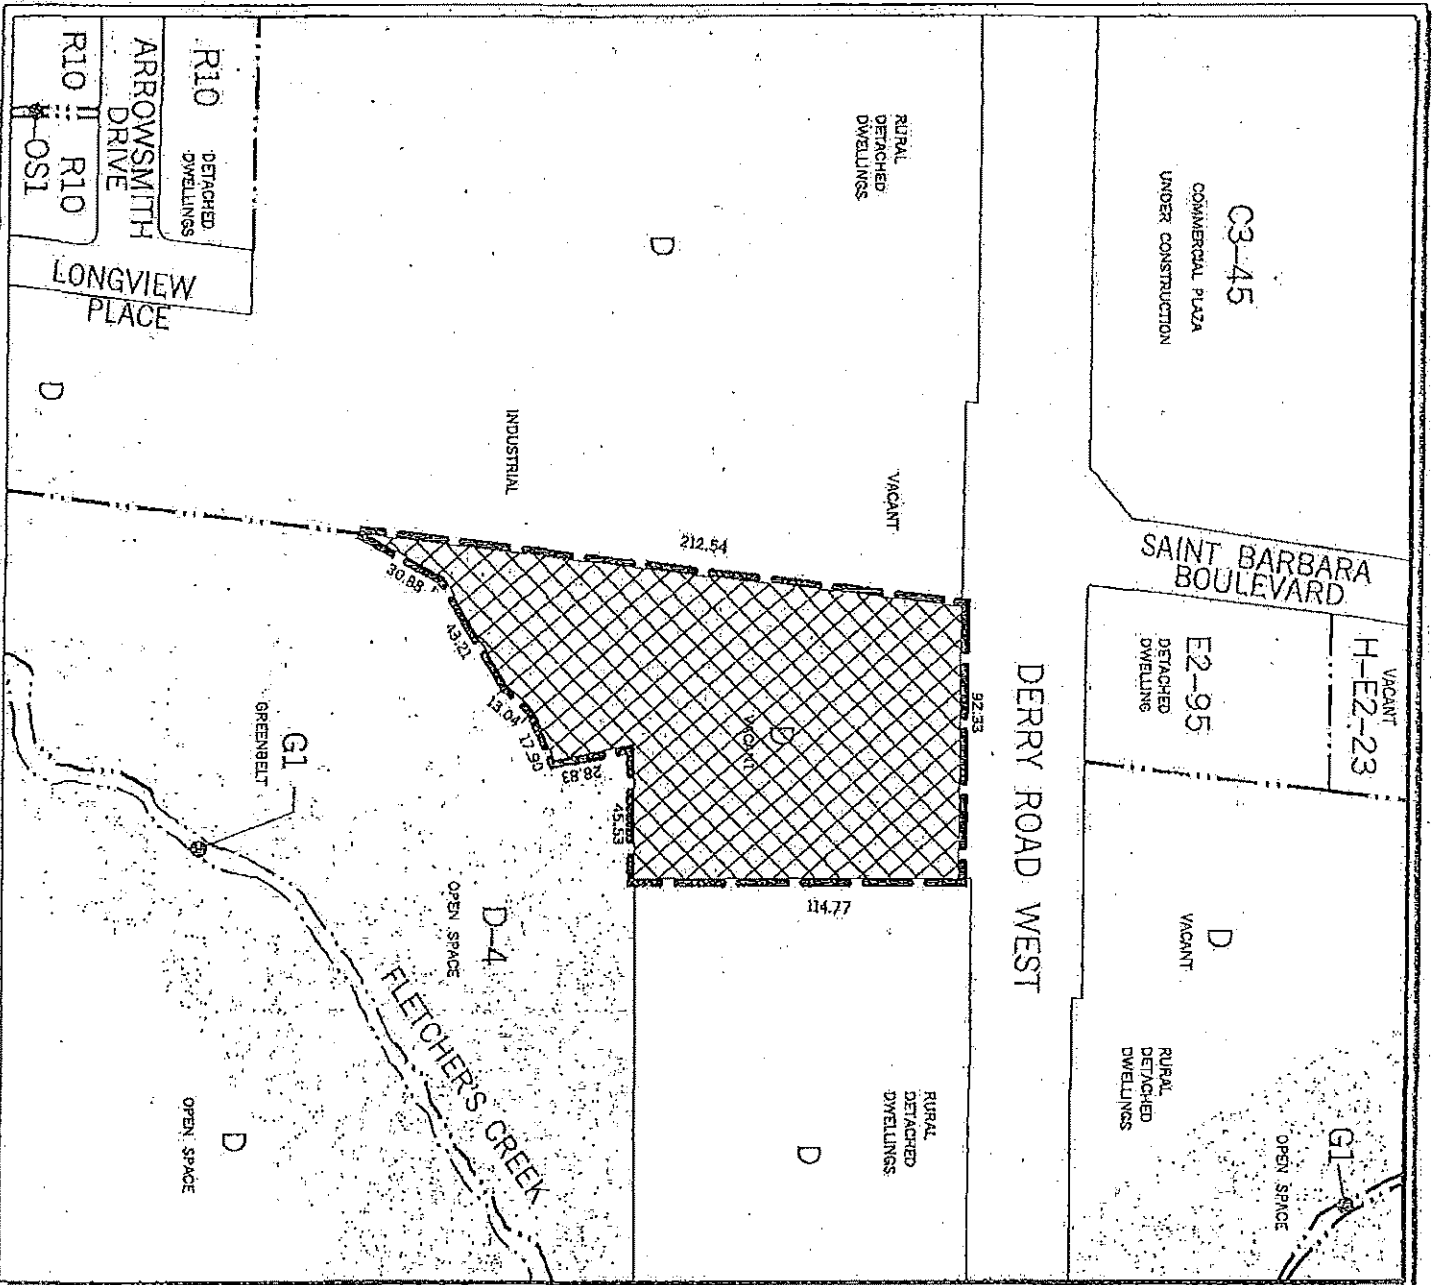 C3-45
COMMERCIAL PLAZA
UNDER CONSTRUCTION
SAINT BARBARA
BOULEVARD
VACANT
H-E2-23
E2-95
DETACHED
DWELLING
D
VACANT
RURAL
DETACHED
DWELLINGS
G1
OPEN SPACE
DERRY ROAD WEST
RURAL
DETACHED
DWELLINGS
D
VACANT
INDUSTRIAL
212.54
92.33
D
VACANT
114.77
45.53
28.83
17.90
13.04
43.21
30.88
RURAL
DETACHED
DWELLINGS
D
R10
DETACHED
DWELLINGS
ARROWSMITH
DRIVE
R10
R10
OS1
LONGVIEW
PLACE
D
G1
GREENBELT
D-4
OPEN SPACE
FLETCHER'S CREEK
D
OPEN SPACE